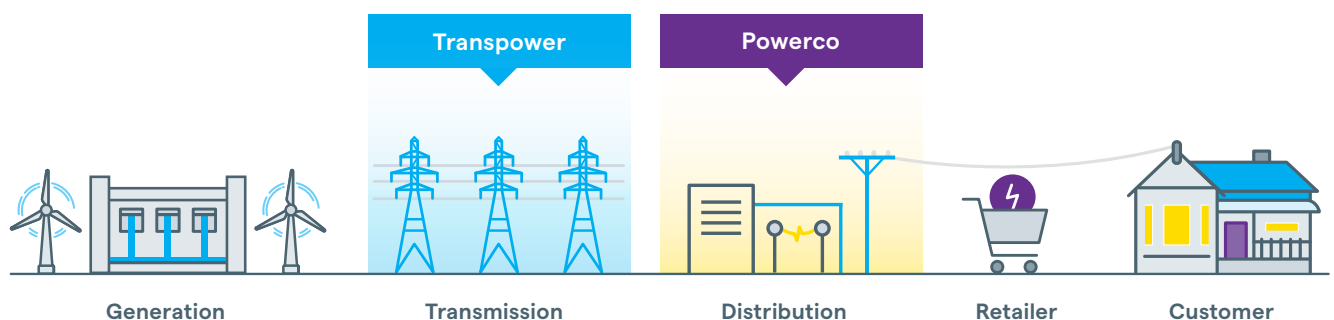 Transpower
Powerco
Generation
Transmission
Distribution
Retailer
Customer